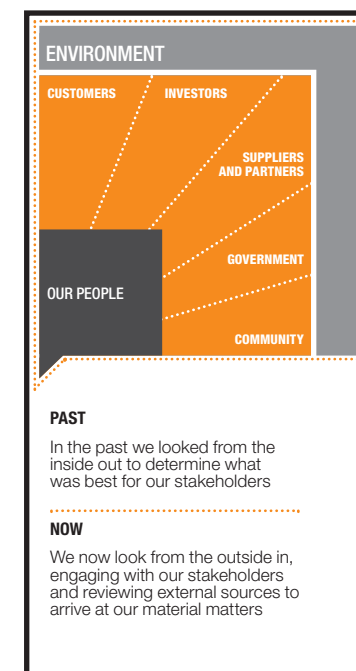 ENVIRONMENT
CUSTOMERS
INVESTORS
SUPPLIERS
AND PARTNERS
GOVERNMENT
OUR PEOPLE
COMMUNITY
PAST
In the past we looked from the
inside out to determine what
was best for our stakeholders
NOW
We now look from the outside in,
engaging with our stakeholders
and reviewing external sources to
arrive at our material matters